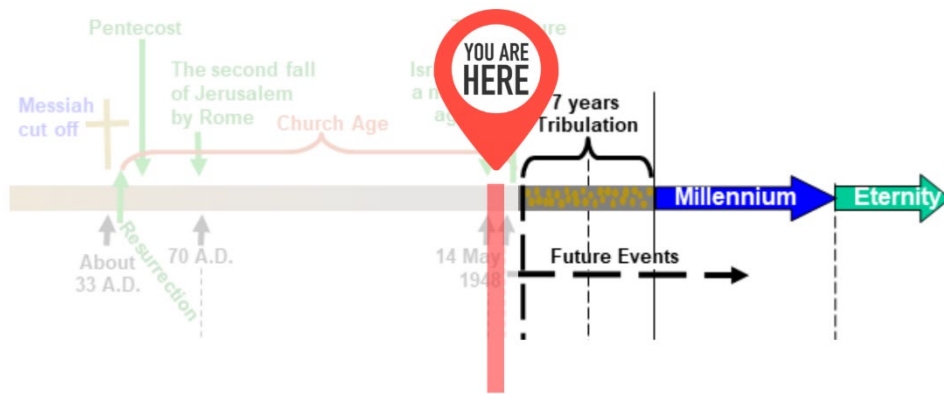 Pentecost
YOU ARE
HERE
The second fall
of Jerusalem
by Rome
Messiah
cut off
Church Age
7 years
Tribulation
Millennium
Eternity
Resurrection
About
33 A.D.
70 A.D.
14 May
1948
Future Events